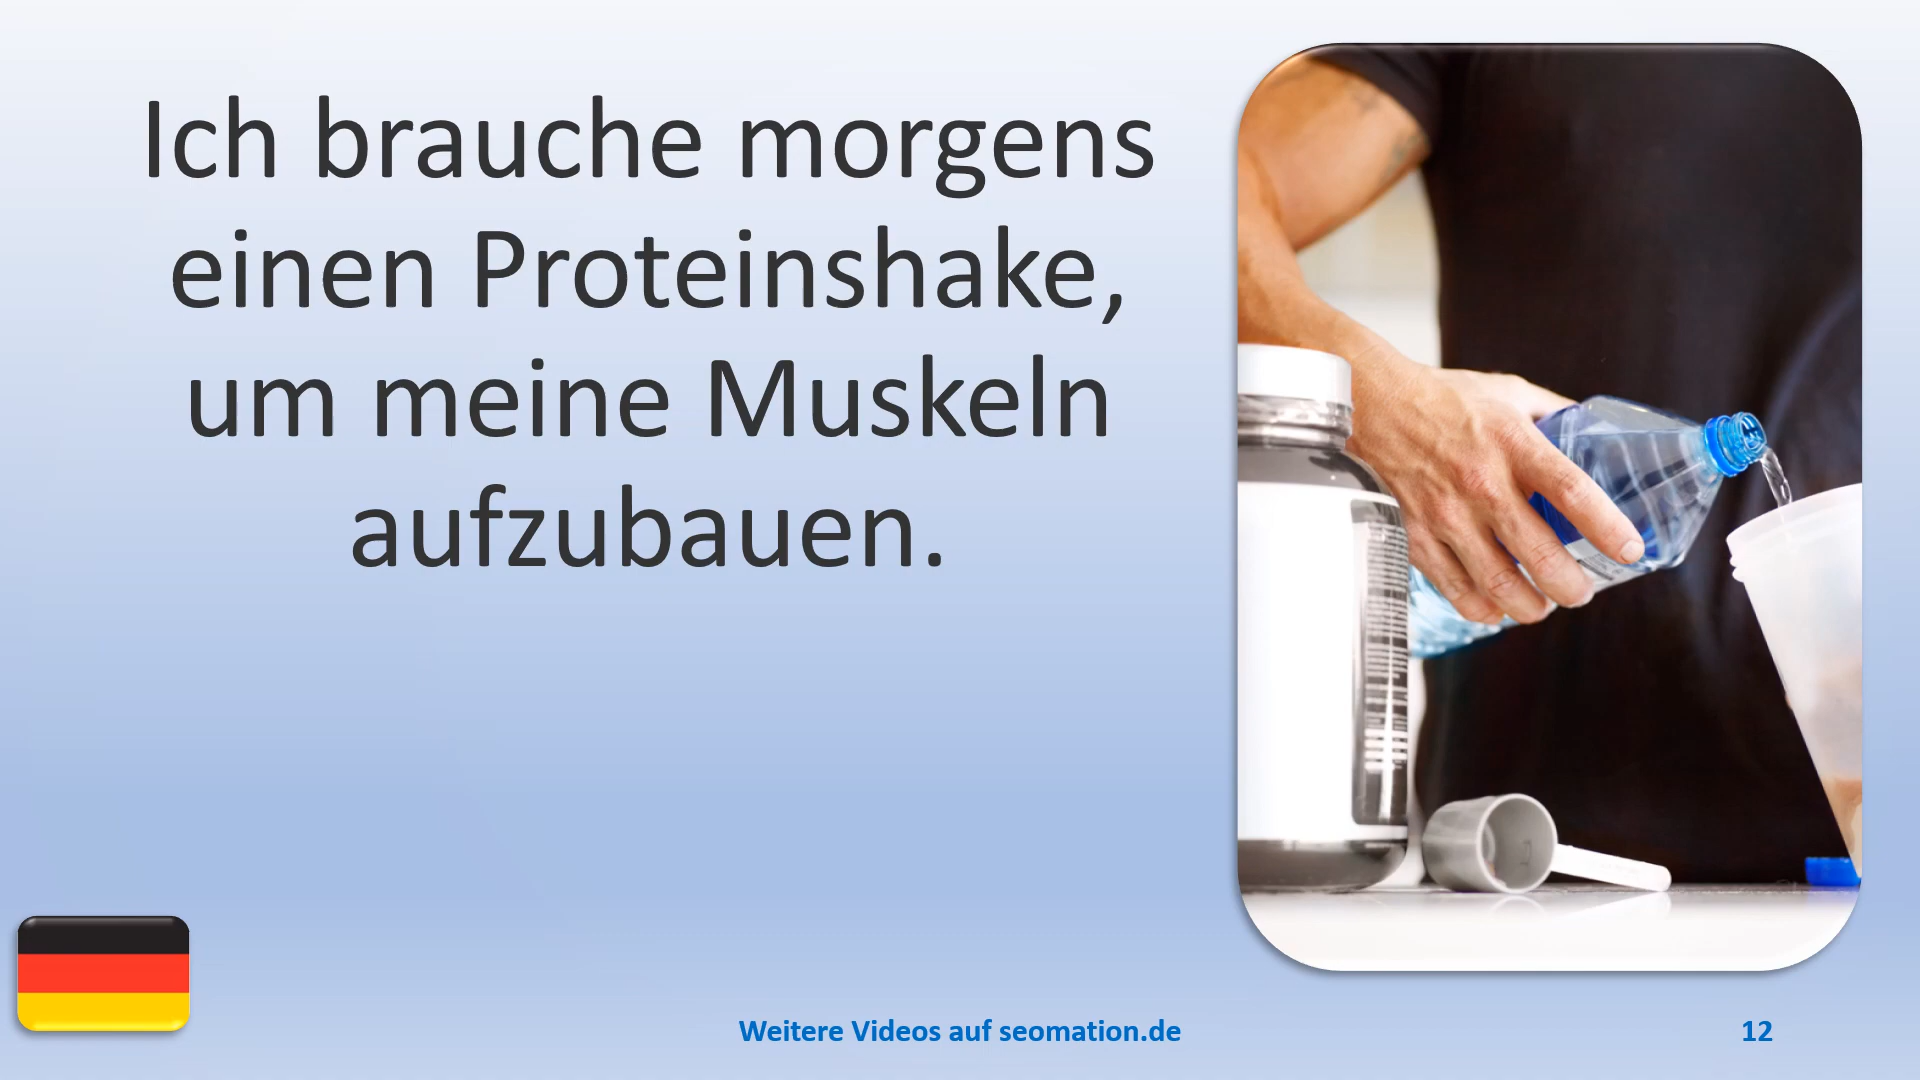 Ich brauche morgens
einen Proteinshake,
um meine Muskeln
aufzubauen.
Weitere Videos auf seomation.de
12